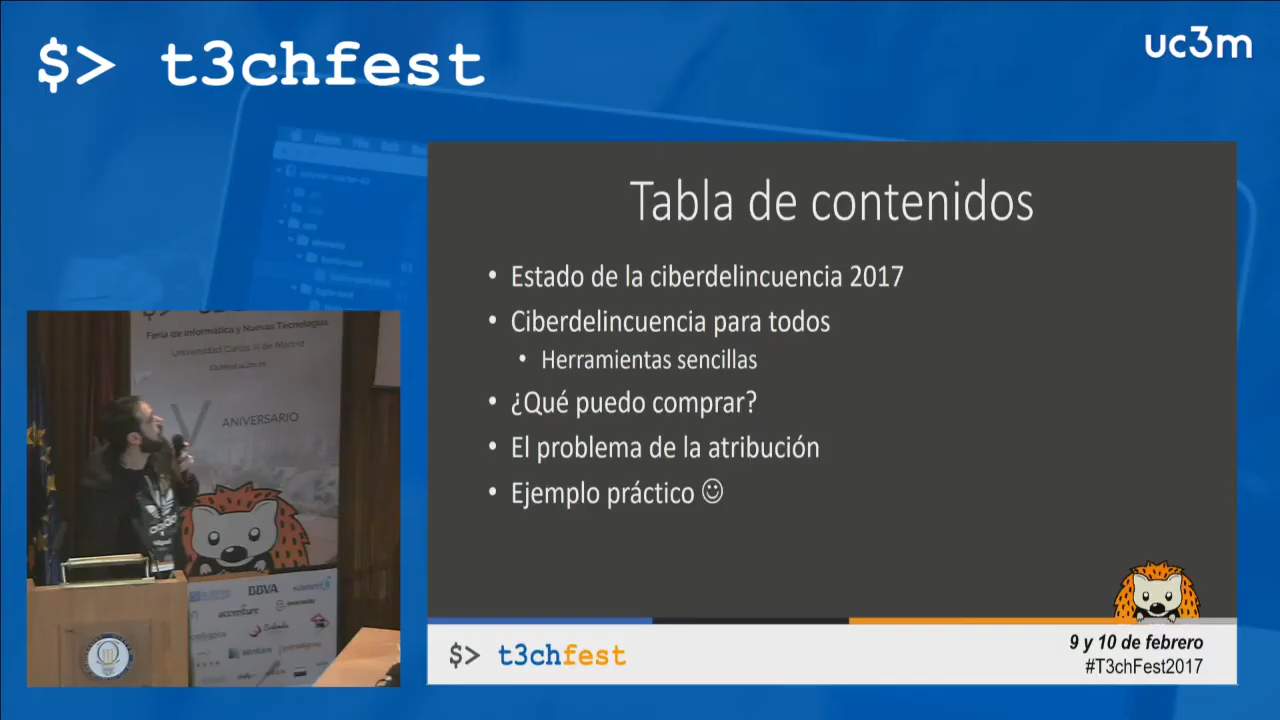 $> t3chfest
uc3m
Tabla de contenidos
• Estado de la ciberdelincuencia 2017
• Ciberdelincuencia para todos
• Herramientas sencillas
• ¿Qué puedo comprar?
• El problema de la atribución
• Ejemplo práctico ☺
$> t3chfest
9 y 10 de febrero
#T3chFest2017
Feria de Informática y Nuevas Tecnologías
Universidad Carlos III de Madrid
V ANIVERSARIO
adidas
BBVA
accenture